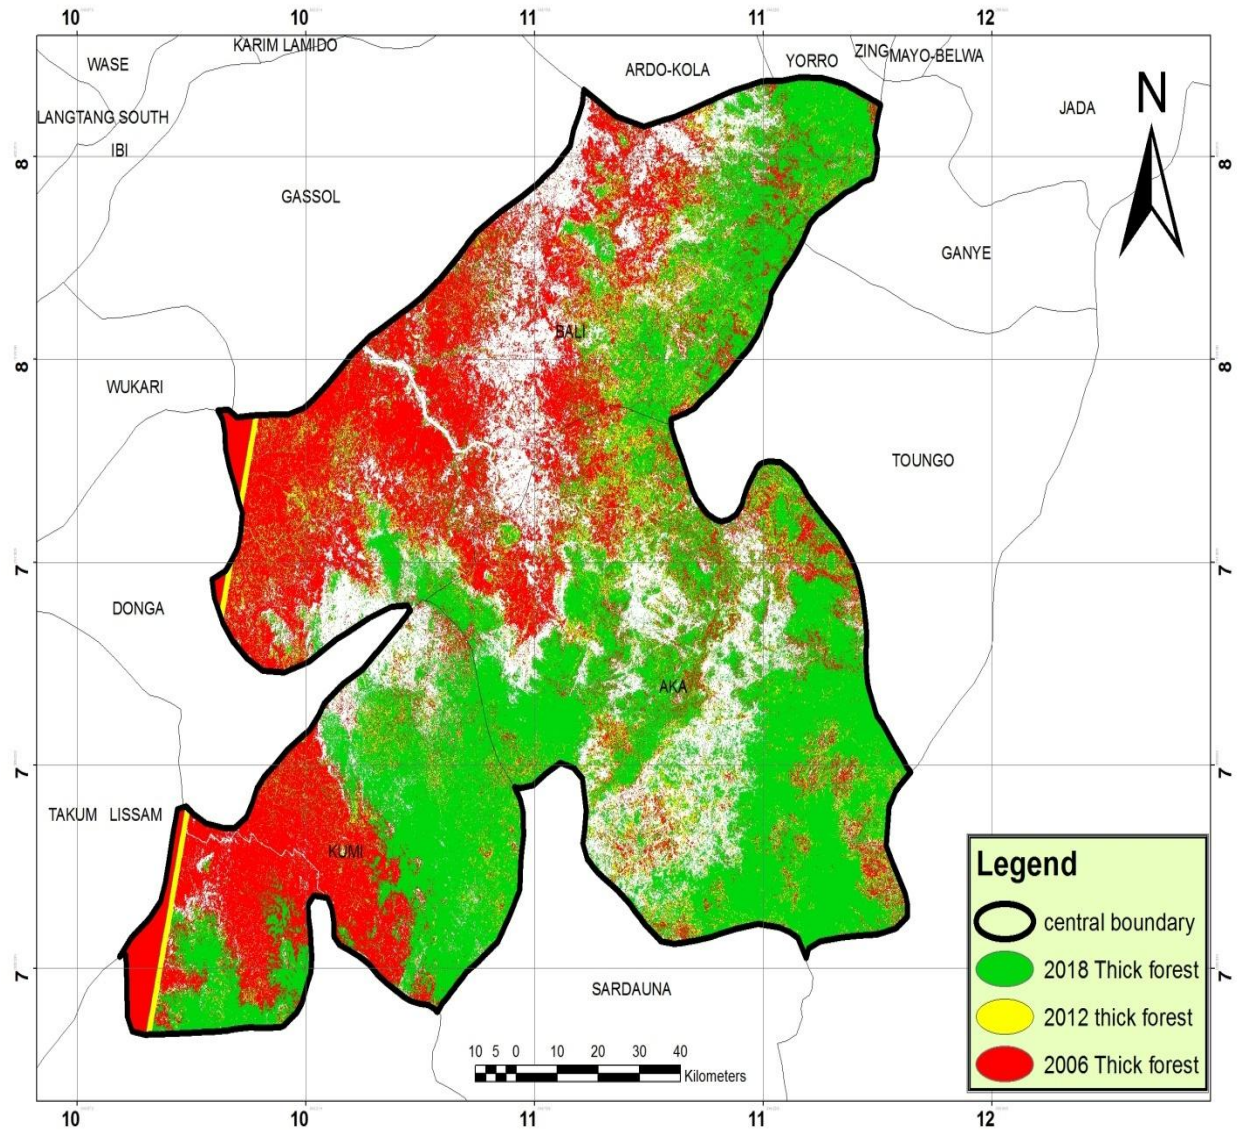 10 10 11 11 12
KARIM LAMIDO
ZING
WASE
YORRO
MAYO-BELWA
ARDO-KOLA
N
JADA
LANGTANG SOUTH
IBI
8 8
GASSOL
GANYE
BALI
8 8
WUKARI
TOUNGO
7 7
DONGA
AKA
7 7
TAKUM LISSAM
KUMI
Legend
central boundary
2018 Thick forest
2012 thick forest
2006 Thick forest
7 7
SARDAUNA
10 5 0 10 20 30 40
Kilometers
10 10 11 11 12